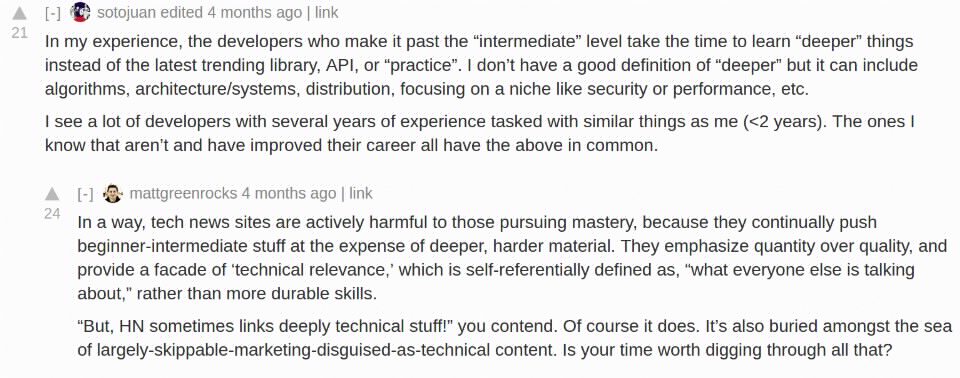 [-] sotojuan edited 4 months ago | link
21
In my experience, the developers who make it past the “intermediate” level take the time to learn “deeper” things
instead of the latest trending library, API, or “practice”. I don’t have a good definition of “deeper” but it can include
algorithms, architecture/systems, distribution, focusing on a niche like security or performance, etc.
I see a lot of developers with several years of experience tasked with similar things as me (<2 years). The ones I
know that aren’t and have improved their career all have the above in common.
[-] mattgreenrocks 4 months ago | link
24
In a way, tech news sites are actively harmful to those pursuing mastery, because they continually push
beginner-intermediate stuff at the expense of deeper, harder material. They emphasize quantity over quality, and
provide a facade of ‘technical relevance,’ which is self-referentially defined as, “what everyone else is talking
about,” rather than more durable skills.
“But, HN sometimes links deeply technical stuff!” you contend. Of course it does. It’s also buried amongst the sea
of largely-skippable-marketing-disguised-as-technical content. Is your time worth digging through all that?